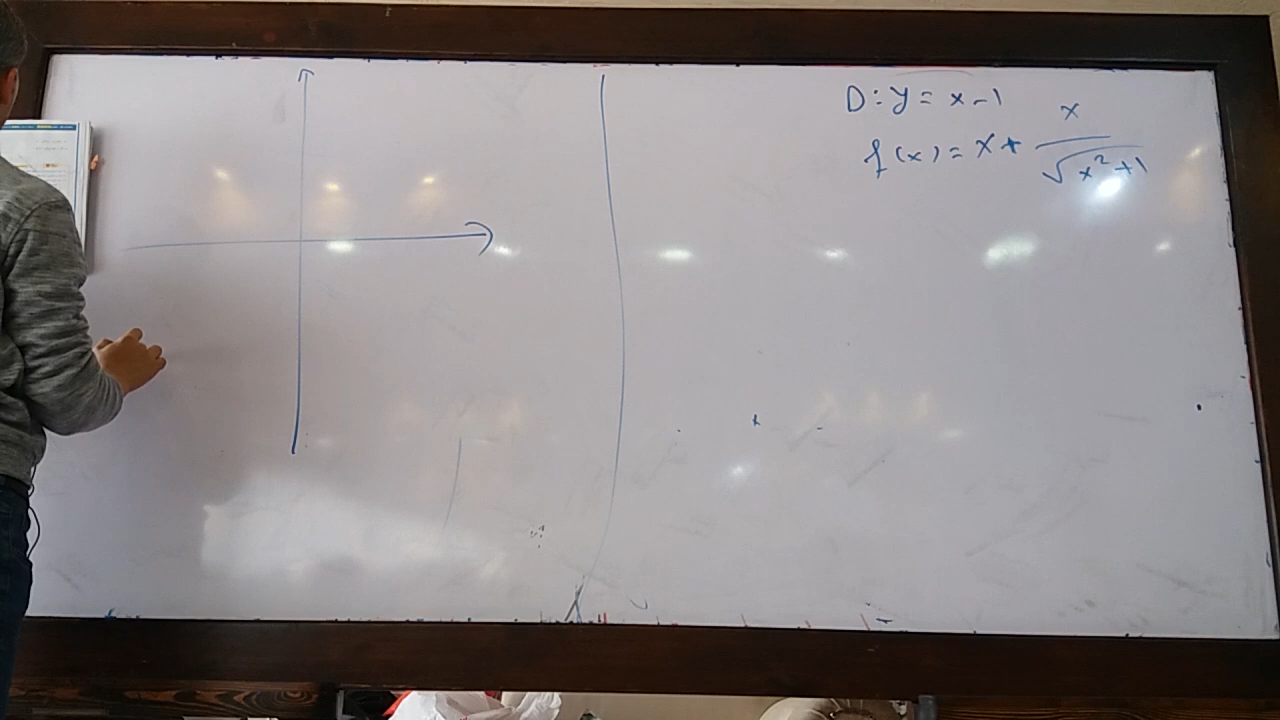 D: y = x - 1
f(x) = x + x / √(x² + 1)